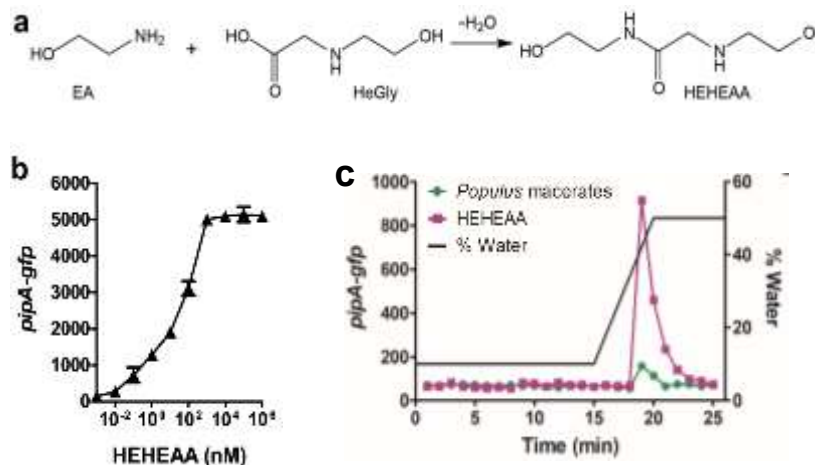 a
HO
NH₂
EA
+
HO
O
N
H
OH
HeGly
–H₂O
HO
H
N
O
N
H
O
HEHEAA
b
pipA-gfp
6000
5000
4000
3000
2000
1000
0
10⁻² 10⁰ 10² 10⁴ 10⁶
HEHEAA (nM)
c
Populus macerates
HEHEAA
% Water
pipA-gfp
1000
800
600
400
200
0
60
40
20
10
0
% Water
0 5 10 15 20 25
Time (min)